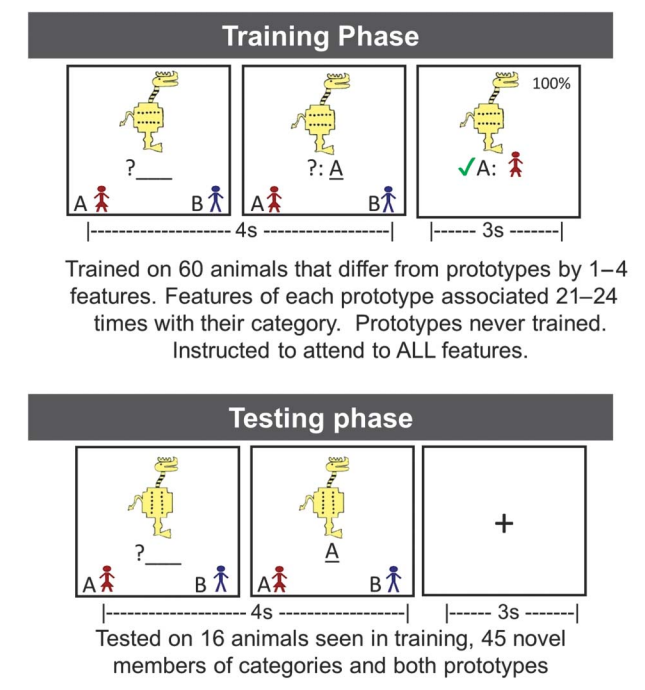 Training Phase
100%
?___ ?: A ✓A:
A B A B
|----------------------- 4s --------------------| |------ 3s -------|
Trained on 60 animals that differ from prototypes by 1–4
features. Features of each prototype associated 21–24
times with their category. Prototypes never trained.
Instructed to attend to ALL features.
Testing phase
?___ A +
A B A B
|----------------------- 4s --------------------| |------ 3s -------|
Tested on 16 animals seen in training, 45 novel
members of categories and both prototypes